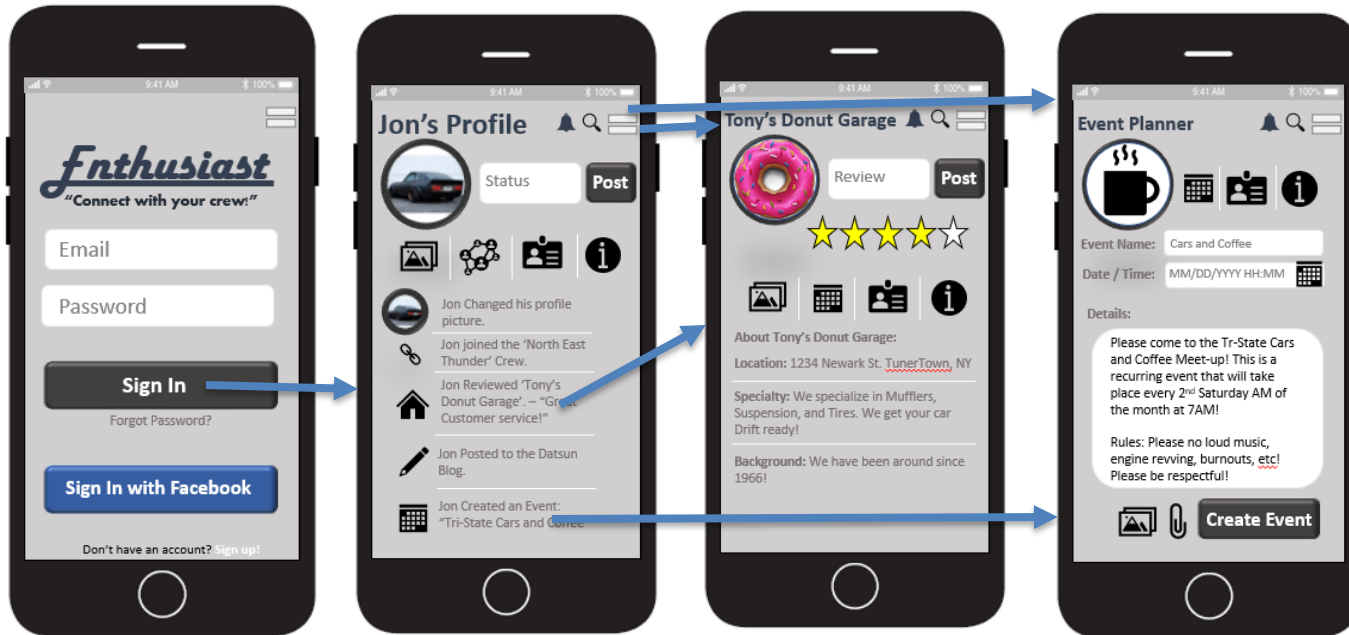 9:41 AM 100%
Enthusiast
“Connect with your crew!”
Email
Password
Sign In
Forgot Password?
Sign In with Facebook
Don’t have an account? Sign up!
9:41 AM 100%
Jon’s Profile
Status
Post
Jon Changed his profile
picture.
Jon joined the ‘North East
Thunder’ Crew.
Jon Reviewed ‘Tony’s
Donut Garage’. – “Great
Customer service!”
Jon Posted to the Datsun
Blog.
Jon Created an Event:
“Tri-State Cars and Coffee”
9:41 AM 100%
Tony’s Donut Garage
Review
Post
About Tony’s Donut Garage:
Location: 1234 Newark St. TunerTown, NY
Specialty: We specialize in Mufflers,
Suspension, and Tires. We get your car
Drift ready!
Background: We have been around since
1966!
9:41 AM 100%
Event Planner
Event Name: Cars and Coffee
Date / Time: MM/DD/YYYY HH:MM
Details:
Please come to the Tr-State Cars
and Coffee Meet-up! This is a
recurring event that will take
place every 2nd Saturday AM of
the month at 7AM!
Rules: Please no loud music,
engine revving, burnouts, etc!
Please be respectful!
Create Event